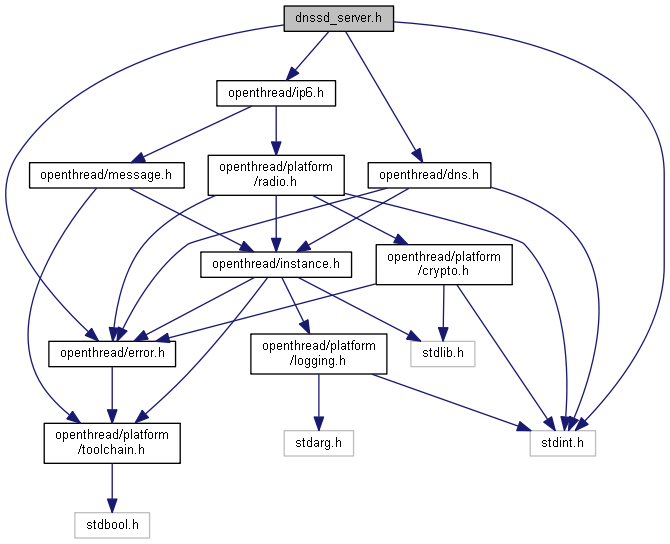 dnssd_server.h
openthread/ip6.h
openthread/message.h
openthread/platform
/radio.h
openthread/dns.h
openthread/instance.h
openthread/platform
/crypto.h
openthread/error.h
openthread/platform
/logging.h
stdlib.h
openthread/platform
/toolchain.h
stdarg.h
stdint.h
stdbool.h